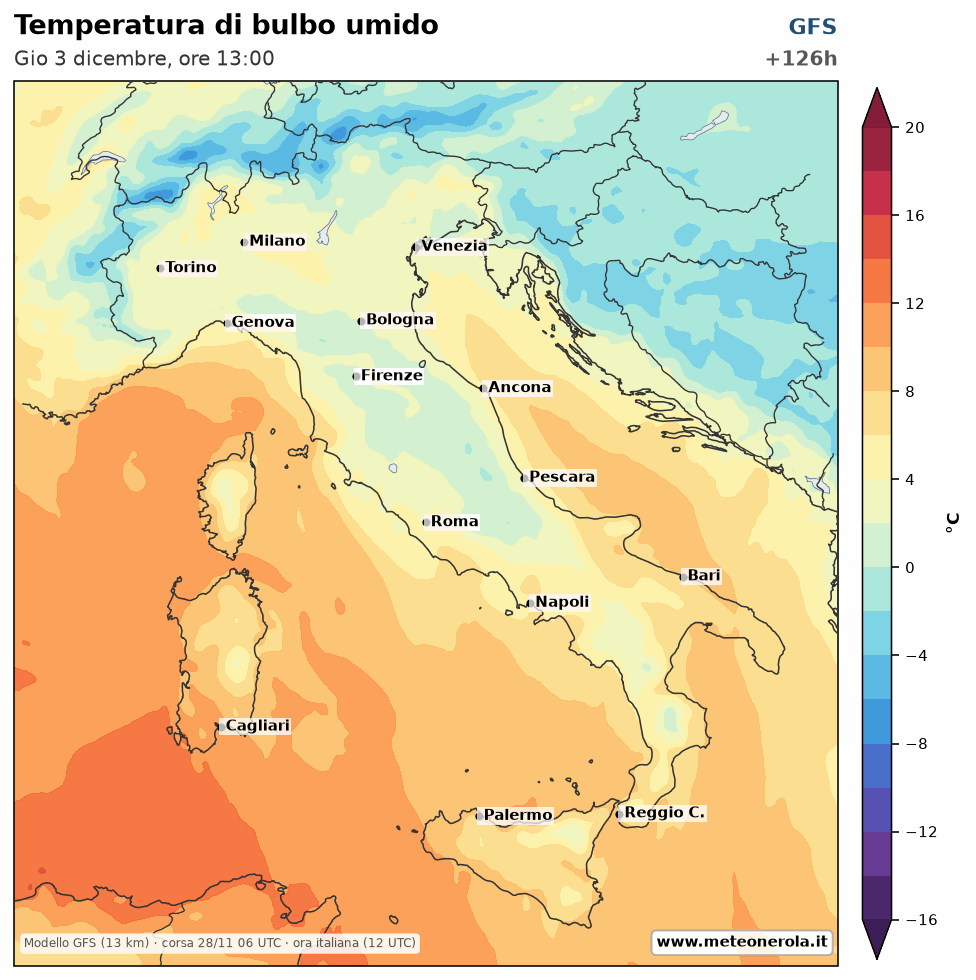 Temperatura di bulbo umido
GFS
Gio 3 dicembre, ore 13:00
+126h
20
16
12
8
4
0
−4
−8
−12
−16
°C
Milano
Venezia
Torino
Genova
Bologna
Firenze
Ancona
Pescara
Roma
Bari
Napoli
Cagliari
Palermo
Reggio C.
Modello GFS (13 km) · corsa 28/11 06 UTC · ora italiana (12 UTC)
www.meteonerola.it